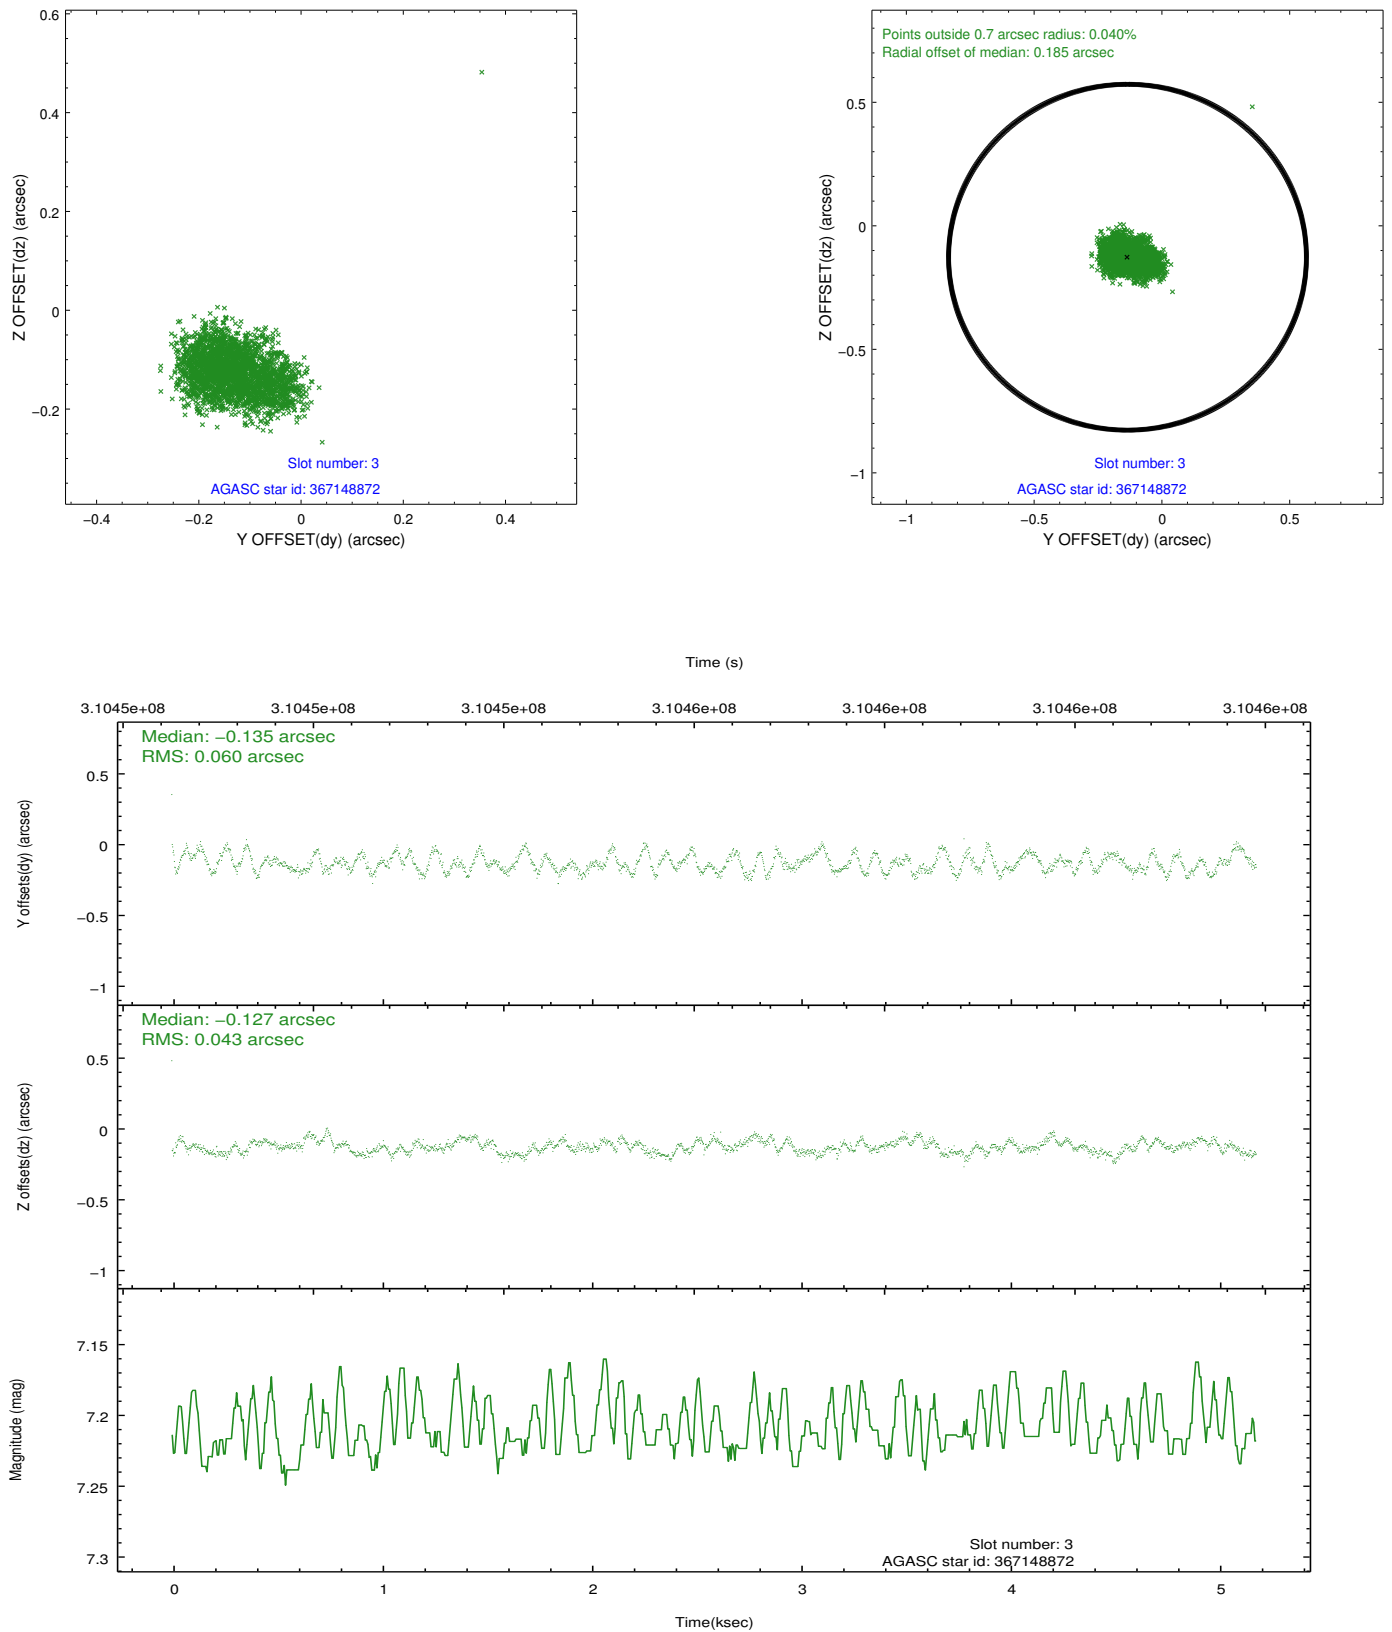 0.6
0.4
0.2
0
−0.2
−0.4
−0.2
0
0.2
0.4
Z OFFSET(dz) (arcsec)
Y OFFSET(dy) (arcsec)
Slot number: 3
AGASC star id: 367148872
Points outside 0.7 arcsec radius: 0.040%
Radial offset of median: 0.185 arcsec
0.5
0
−0.5
−1
−1
−0.5
0
0.5
Z OFFSET(dz) (arcsec)
Y OFFSET(dy) (arcsec)
Slot number: 3
AGASC star id: 367148872
Time (s)
3.1045e+08 3.1045e+08 3.1045e+08 3.1046e+08 3.1046e+08 3.1046e+08 3.1046e+08
Median: −0.135 arcsec
RMS: 0.060 arcsec
0.5
0
−0.5
−1
Y offsets(dy) (arcsec)
Median: −0.127 arcsec
RMS: 0.043 arcsec
0.5
0
−0.5
−1
Z offsets(dz) (arcsec)
7.15
7.2
7.25
7.3
Magnitude (mag)
Slot number: 3
AGASC star id: 367148872
0 1 2 3 4 5
Time(ksec)